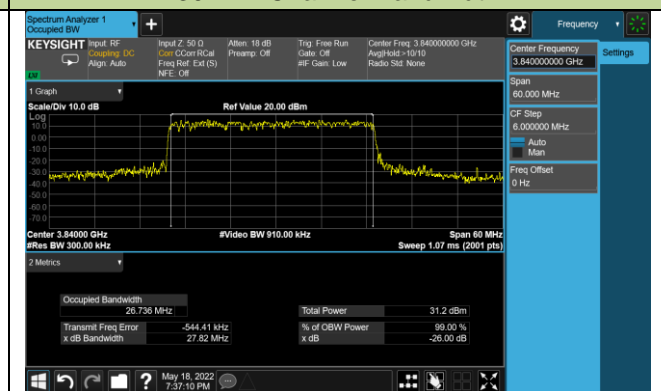 Spectrum Analyzer 1
Occupied BW
Frequency
KEYSIGHT
Input: RF
Coupling: DC
Align: Auto
Input Z: 50 Ω
Corr CCorr RCal
Freq Ref: Ext (S)
NFE: Off
Atten: 18 dB
Preamp: Off
Trig: Free Run
Gate: Off
#IF Gain: Low
Center Freq: 3.840000000 GHz
Avg|Hold:>10/10
Radio Std: None
Center Frequency
3.840000000 GHz
Settings
Span
60.000 MHz
CF Step
6.000000 MHz
Auto
Man
Freq Offset
0 Hz
1 Graph
Scale/Div 10.0 dB
Ref Value 20.00 dBm
Log
10.0
0.00
-10.0
-20.0
-30.0
-40.0
-50.0
-60.0
-70.0
Center 3.84000 GHz
#Video BW 910.00 kHz
Span 60 MHz
#Res BW 300.00 kHz
Sweep 1.07 ms (2001 pts)
2 Metrics
Occupied Bandwidth
26.736 MHz
Total Power 31.2 dBm
Transmit Freq Error -544.41 kHz
% of OBW Power 99.00 %
x dB Bandwidth 27.82 MHz
x dB -26.00 dB
May 18, 2022
7:37:10 PM